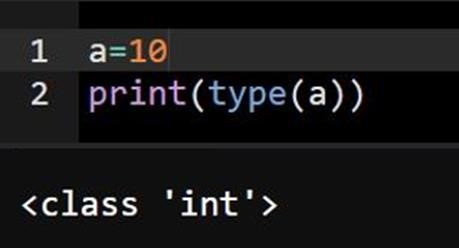 1 a=10
2 print(type(a))
<class 'int'>